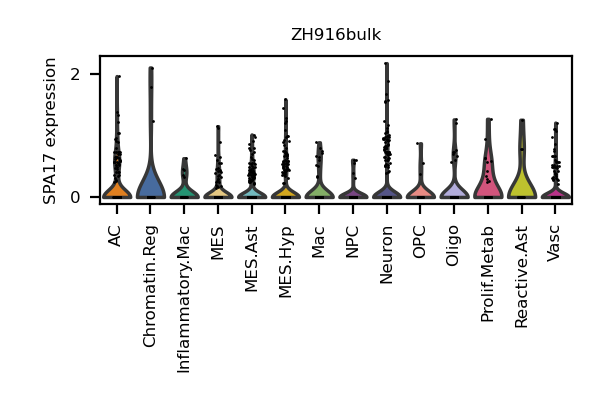 ZH916bulk
SPA17 expression
2
0
AC
Chromatin.Reg
Inflammatory.Mac
MES
MES.Ast
MES.Hyp
Mac
NPC
Neuron
OPC
Oligo
Prolif.Metab
Reactive.Ast
Vasc